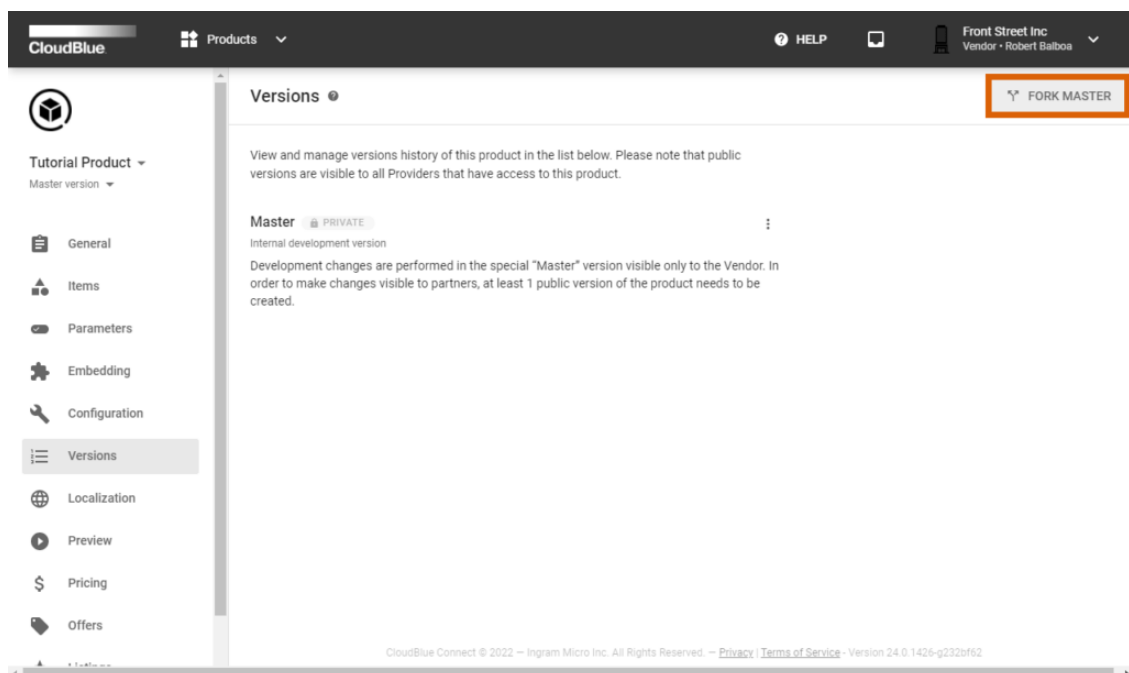 CloudBlue
Products
HELP
Front Street Inc
Vendor • Robert Balboa
Tutorial Product
Master version
General
Items
Parameters
Embedding
Configuration
Versions
Localization
Preview
Pricing
Offers
Versions
FORK MASTER
View and manage versions history of this product in the list below. Please note that public
versions are visible to all Providers that have access to this product.
Master PRIVATE
Internal development version
Development changes are performed in the special “Master” version visible only to the Vendor. In
order to make changes visible to partners, at least 1 public version of the product needs to be
created.
CloudBlue Connect © 2022 — Ingram Micro Inc. All Rights Reserved. — Privacy | Terms of Service - Version 24.0.1426-g232bf62